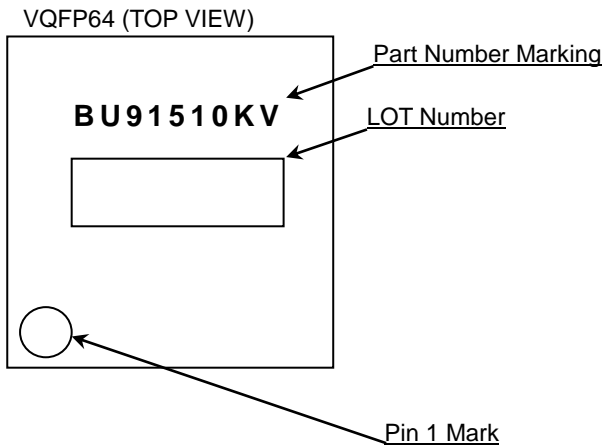 VQFP64 (TOP VIEW)
Part Number Marking
BU91510KV
LOT Number
Pin 1 Mark